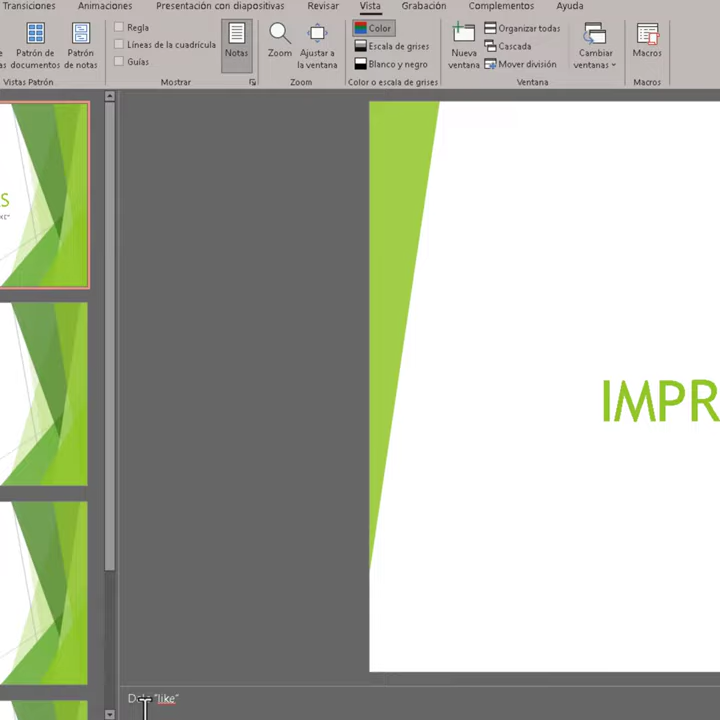 Transiciones Animaciones Presentación con diapositivas Revisar Vista Grabación Complementos Ayuda
Patrón de documentos
Patrón de notas
Vistas Patrón
Regla
Líneas de la cuadrícula
Guías
Mostrar
Notas
Zoom
Ajustar a la ventana
Zoom
Color
Escala de grises
Blanco y negro
Color o escala de grises
Nueva ventana
Organizar todas
Cascada
Mover división
Cambiar ventanas
Ventana
Macros
Macros
S
IMPR
"like"